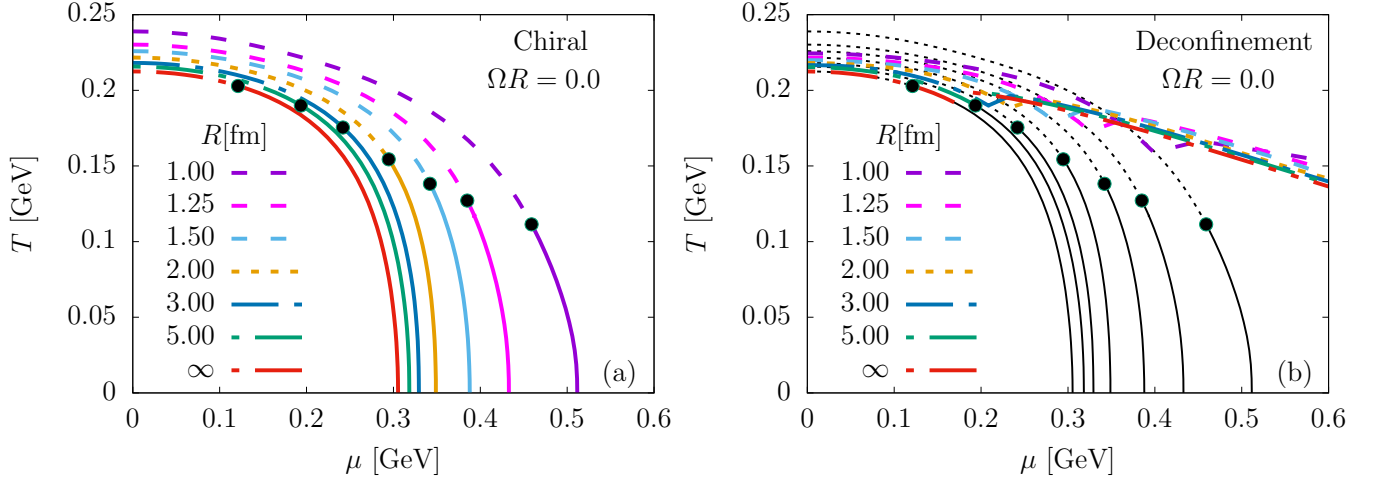 0.25
0.2
0.15
0.1
0.05
0
T [GeV]
Chiral
ΩR = 0.0
R[fm]
1.00
1.25
1.50
2.00
3.00
5.00
∞
(a)
0 0.1 0.2 0.3 0.4 0.5 0.6
μ [GeV]
0.25
0.2
0.15
0.1
0.05
0
T [GeV]
Deconfinement
ΩR = 0.0
R[fm]
1.00
1.25
1.50
2.00
3.00
5.00
∞
(b)
0 0.1 0.2 0.3 0.4 0.5 0.6
μ [GeV]